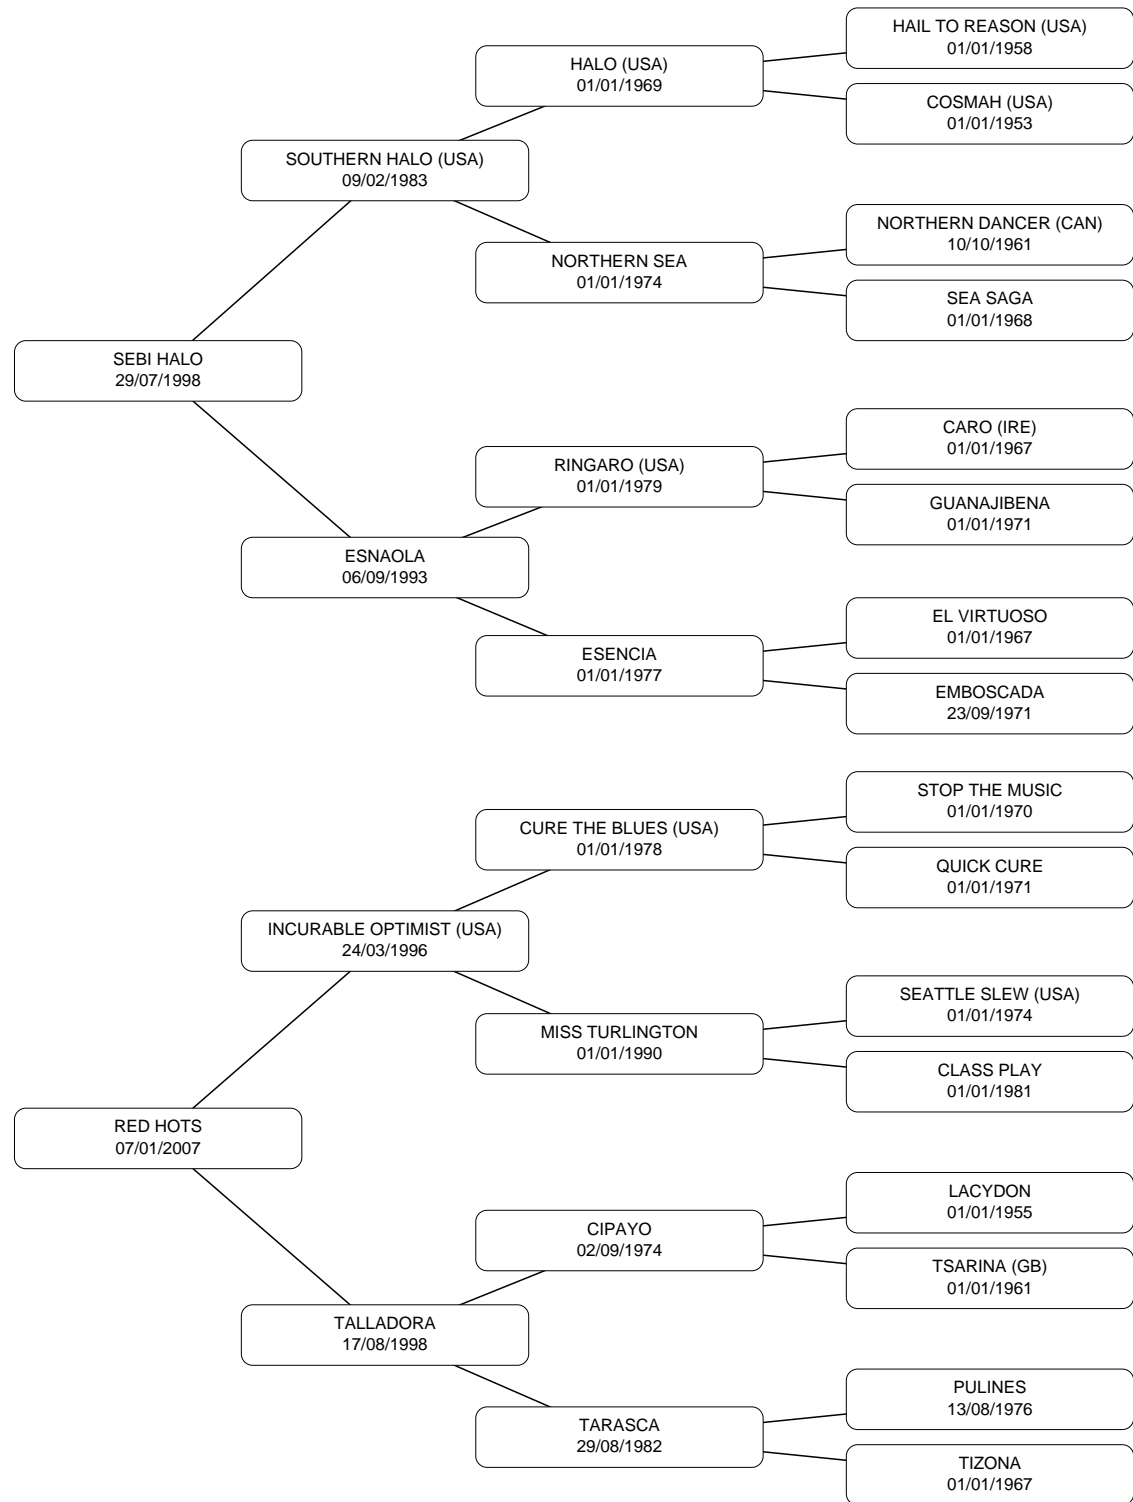 HAIL TO REASON (USA)
01/01/1958
HALO (USA)
01/01/1969
COSMAH (USA)
01/01/1953
SOUTHERN HALO (USA)
09/02/1983
NORTHERN DANCER (CAN)
10/10/1961
NORTHERN SEA
01/01/1974
SEA SAGA
01/01/1968
SEBI HALO
29/07/1998
CARO (IRE)
01/01/1967
RINGARO (USA)
01/01/1979
GUANAJIBENA
01/01/1971
ESNAOLA
06/09/1993
EL VIRTUOSO
01/01/1967
ESENCIA
01/01/1977
EMBOSCADA
23/09/1971
STOP THE MUSIC
01/01/1970
CURE THE BLUES (USA)
01/01/1978
QUICK CURE
01/01/1971
INCURABLE OPTIMIST (USA)
24/03/1996
SEATTLE SLEW (USA)
01/01/1974
MISS TURLINGTON
01/01/1990
CLASS PLAY
01/01/1981
RED HOTS
07/01/2007
LACYDON
01/01/1955
CIPAYO
02/09/1974
TSARINA (GB)
01/01/1961
TALLADORA
17/08/1998
PULINES
13/08/1976
TARASCA
29/08/1982
TIZONA
01/01/1967